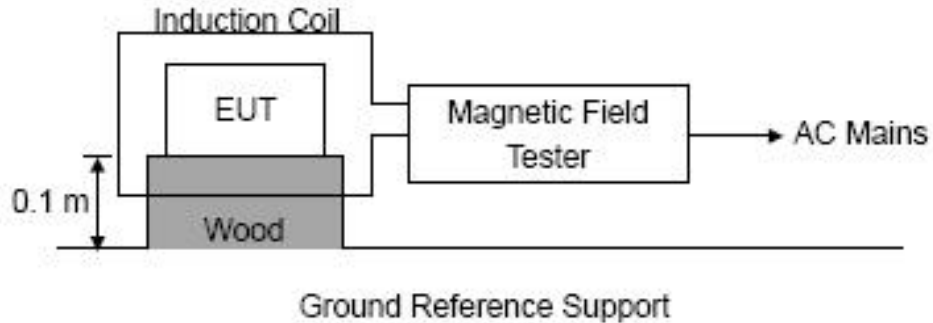 Induction Coil
EUT
Magnetic Field
Tester
AC Mains
0.1 m
Wood
Ground Reference Support